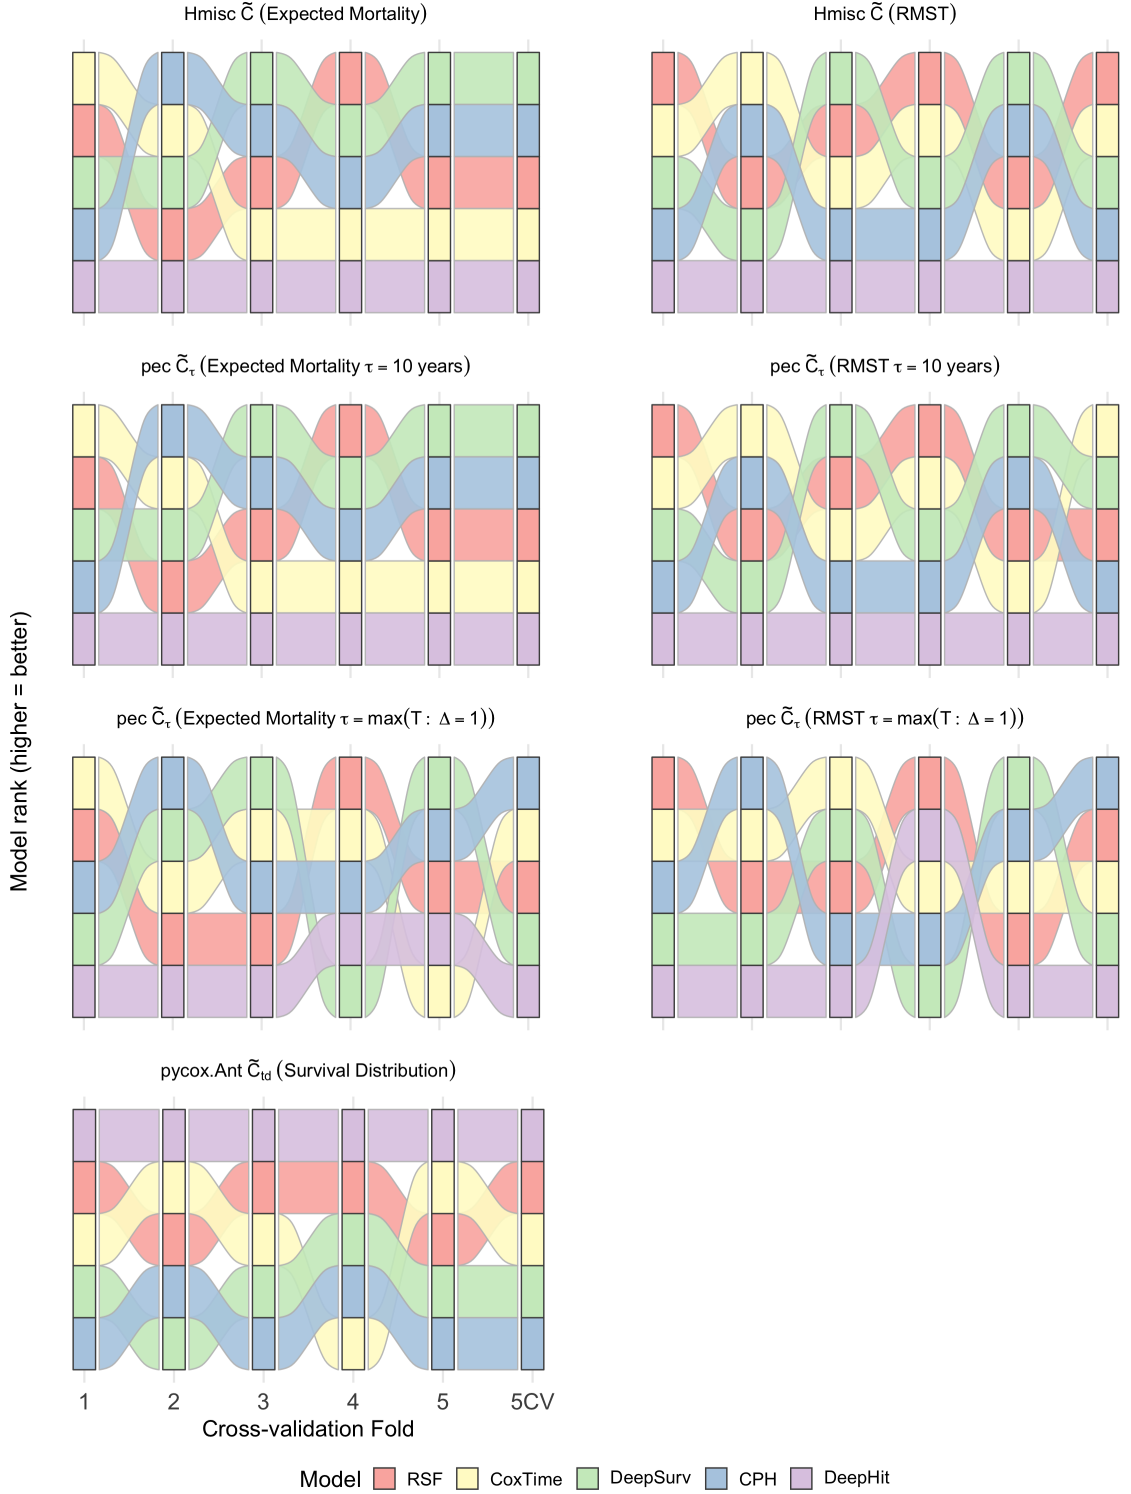 Hmisc C̃ (Expected Mortality)
Hmisc C̃ (RMST)
pec C̃τ (Expected Mortality τ = 10 years)
pec C̃τ (RMST τ = 10 years)
pec C̃τ (Expected Mortality τ = max(T : Δ = 1))
pec C̃τ (RMST τ = max(T : Δ = 1))
pycox.Ant C̃td (Survival Distribution)
Model rank (higher = better)
1 2 3 4 5 5CV
Cross-validation Fold
Model RSF CoxTime DeepSurv CPH DeepHit